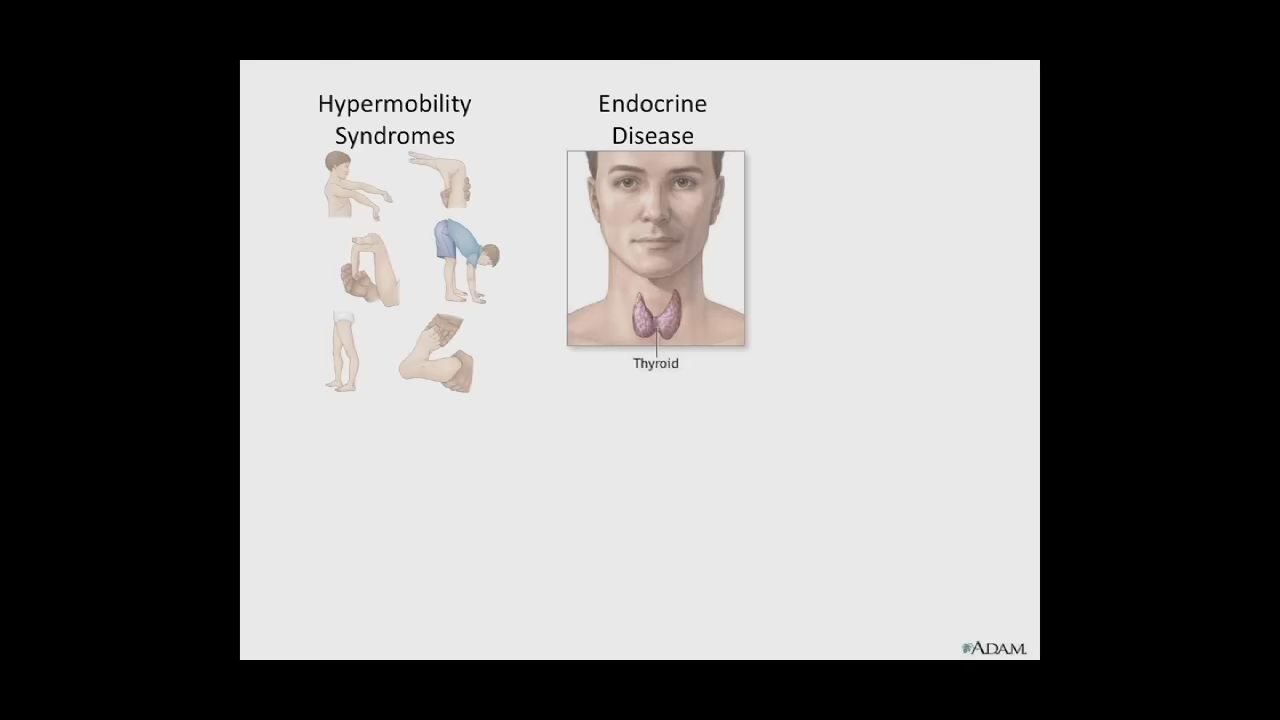 Hypermobility
Syndromes
Endocrine
Disease
Thyroid
ADAM.